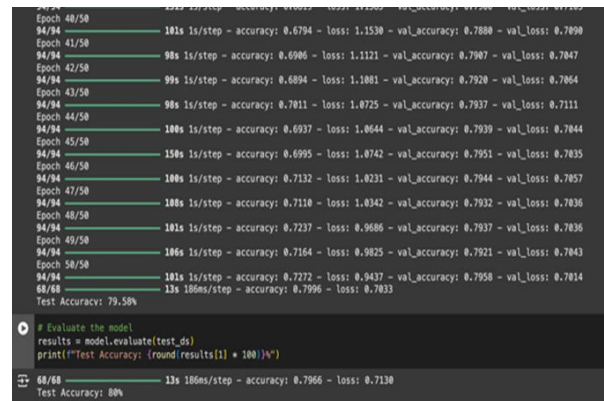 Epoch 40/50
94/94 101s 1s/step - accuracy: 0.6794 - loss: 1.1530 - val_accuracy: 0.7880 - val_loss: 0.7090
Epoch 41/50
94/94 98s 1s/step - accuracy: 0.6906 - loss: 1.1121 - val_accuracy: 0.7907 - val_loss: 0.7047
Epoch 42/50
94/94 99s 1s/step - accuracy: 0.6894 - loss: 1.1081 - val_accuracy: 0.7920 - val_loss: 0.7064
Epoch 43/50
94/94 98s 1s/step - accuracy: 0.7011 - loss: 1.0725 - val_accuracy: 0.7937 - val_loss: 0.7111
Epoch 44/50
94/94 100s 1s/step - accuracy: 0.6937 - loss: 1.0644 - val_accuracy: 0.7939 - val_loss: 0.7044
Epoch 45/50
94/94 150s 1s/step - accuracy: 0.6995 - loss: 1.0742 - val_accuracy: 0.7951 - val_loss: 0.7035
Epoch 46/50
94/94 100s 1s/step - accuracy: 0.7132 - loss: 1.0231 - val_accuracy: 0.7944 - val_loss: 0.7057
Epoch 47/50
94/94 108s 1s/step - accuracy: 0.7110 - loss: 1.0342 - val_accuracy: 0.7932 - val_loss: 0.7036
Epoch 48/50
94/94 101s 1s/step - accuracy: 0.7237 - loss: 0.9686 - val_accuracy: 0.7937 - val_loss: 0.7036
Epoch 49/50
94/94 106s 1s/step - accuracy: 0.7164 - loss: 0.9825 - val_accuracy: 0.7921 - val_loss: 0.7043
Epoch 50/50
94/94 101s 1s/step - accuracy: 0.7272 - loss: 0.9437 - val_accuracy: 0.7958 - val_loss: 0.7014
68/68 13s 186ms/step - accuracy: 0.7996 - loss: 0.7033
Test Accuracy: 79.58%
# Evaluate the model
results = model.evaluate(test_ds)
print(f"Test Accuracy: {round(results[1] * 100)}%")
68/68 13s 186ms/step - accuracy: 0.7966 - loss: 0.7130
Test Accuracy: 80%